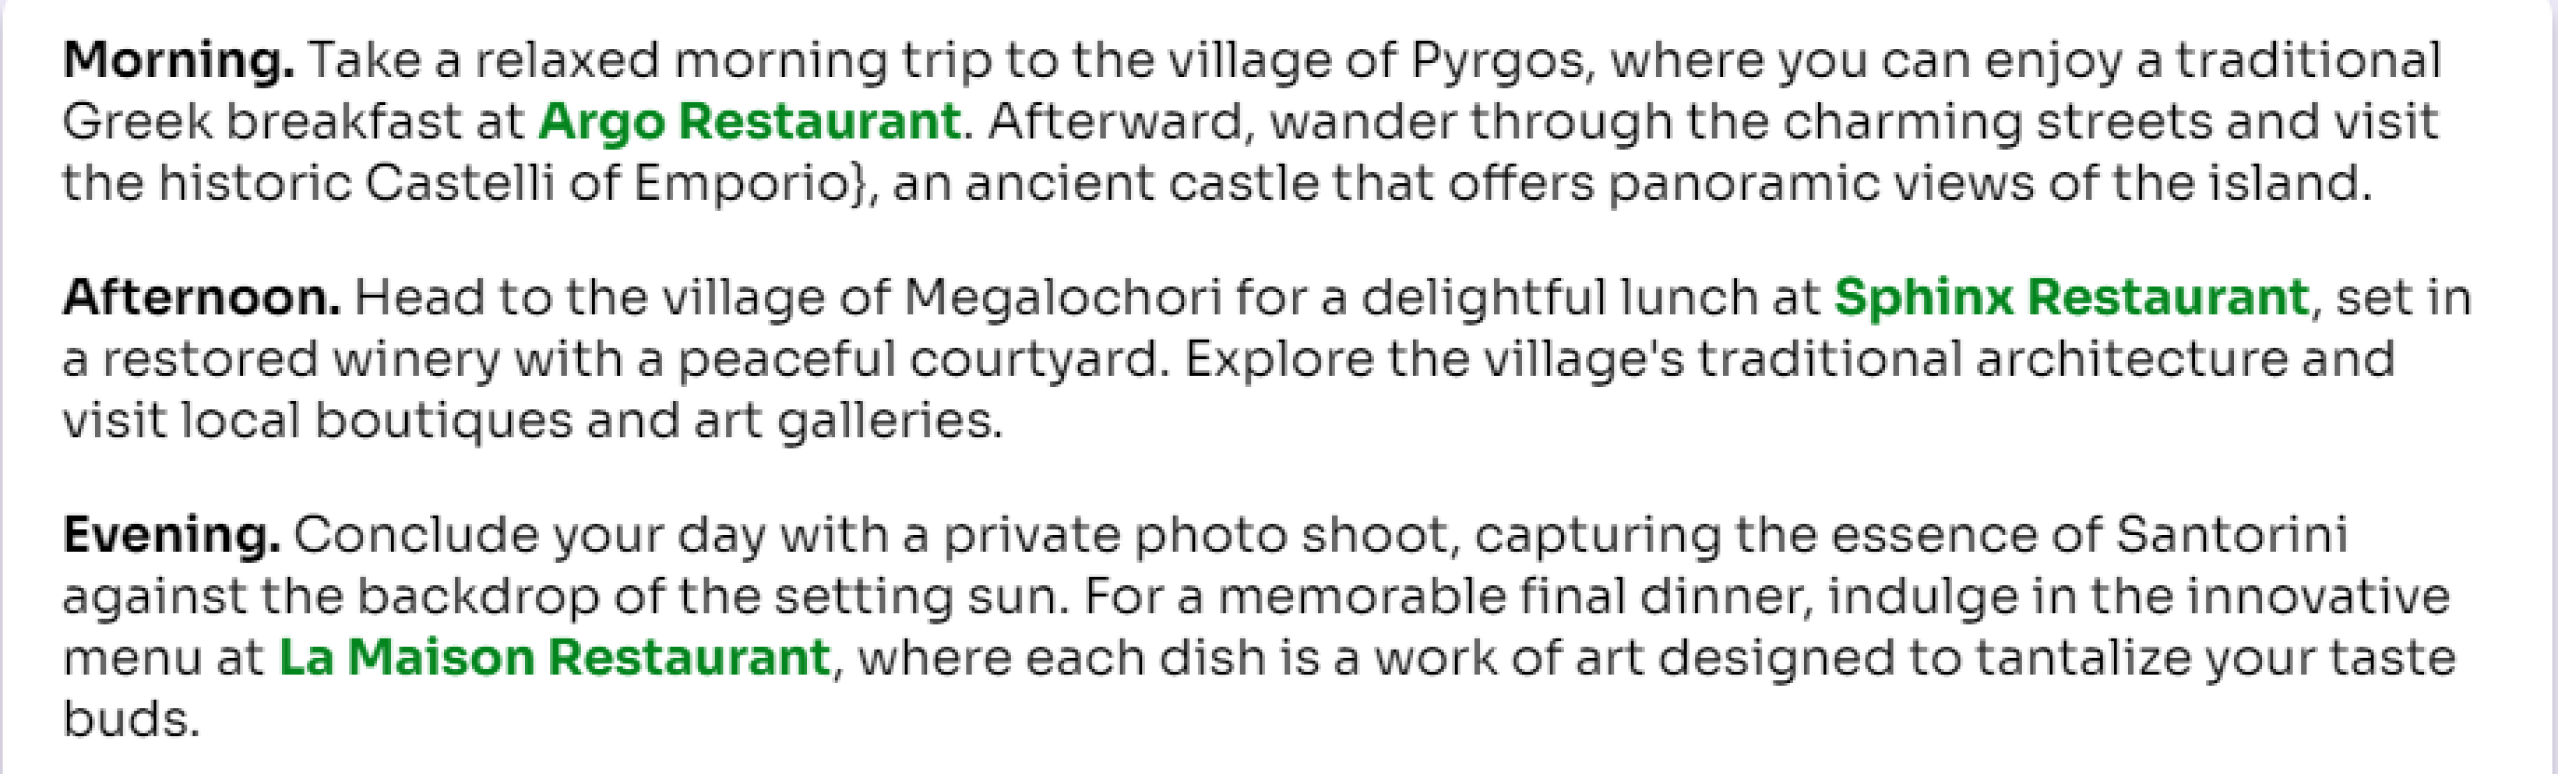 Morning. Take a relaxed morning trip to the village of Pyrgos, where you can enjoy a traditional
Greek breakfast at Argo Restaurant. Afterward, wander through the charming streets and visit
the historic Castelli of Emporio}, an ancient castle that offers panoramic views of the island.
Afternoon. Head to the village of Megalochori for a delightful lunch at Sphinx Restaurant, set in
a restored winery with a peaceful courtyard. Explore the village's traditional architecture and
visit local boutiques and art galleries.
Evening. Conclude your day with a private photo shoot, capturing the essence of Santorini
against the backdrop of the setting sun. For a memorable final dinner, indulge in the innovative
menu at La Maison Restaurant, where each dish is a work of art designed to tantalize your taste
buds.